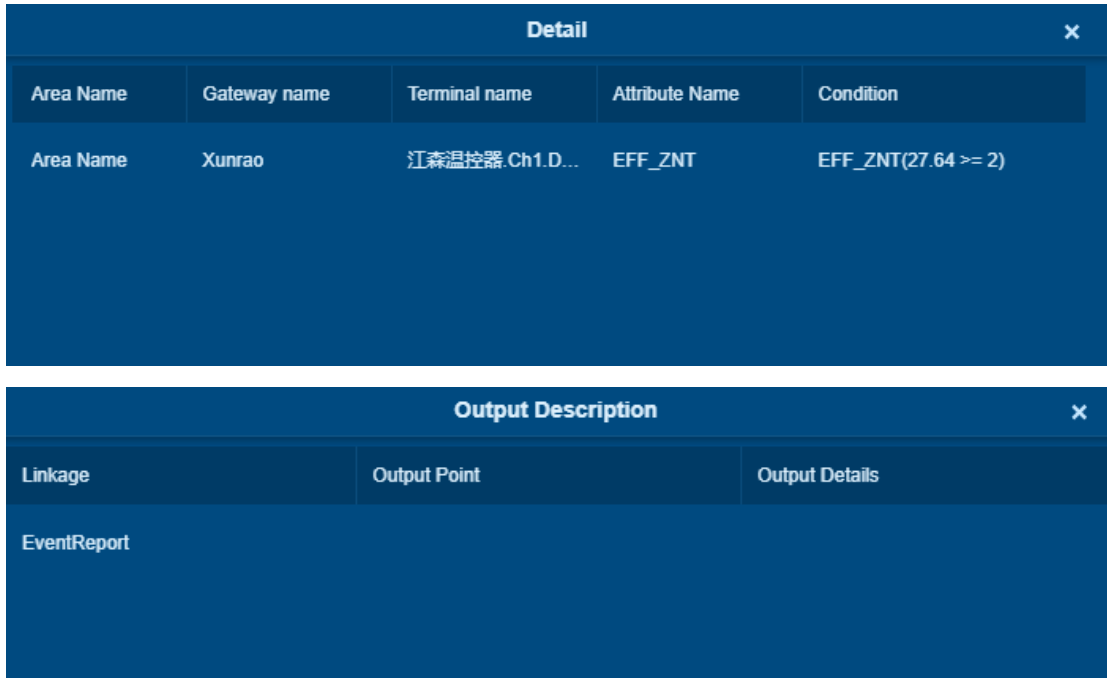 Detail ×
Area Name Gateway name Terminal name Attribute Name Condition
Area Name Xunrao 江森温控器.Ch1.D... EFF_ZNT EFF_ZNT(27.64 >= 2)
Output Description ×
Linkage Output Point Output Details
EventReport